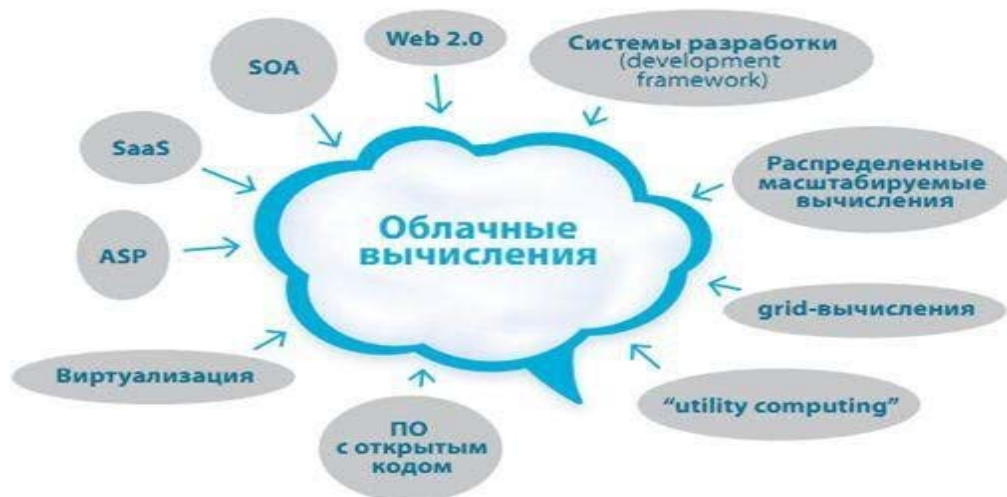 Web 2.0
Системы разработки
(development
framework)
SOA
SaaS
Распределенные
масштабируемые
вычисления
Облачные
вычисления
ASP
grid-вычисления
Виртуализация
“utility computing”
ПО
с открытым
кодом